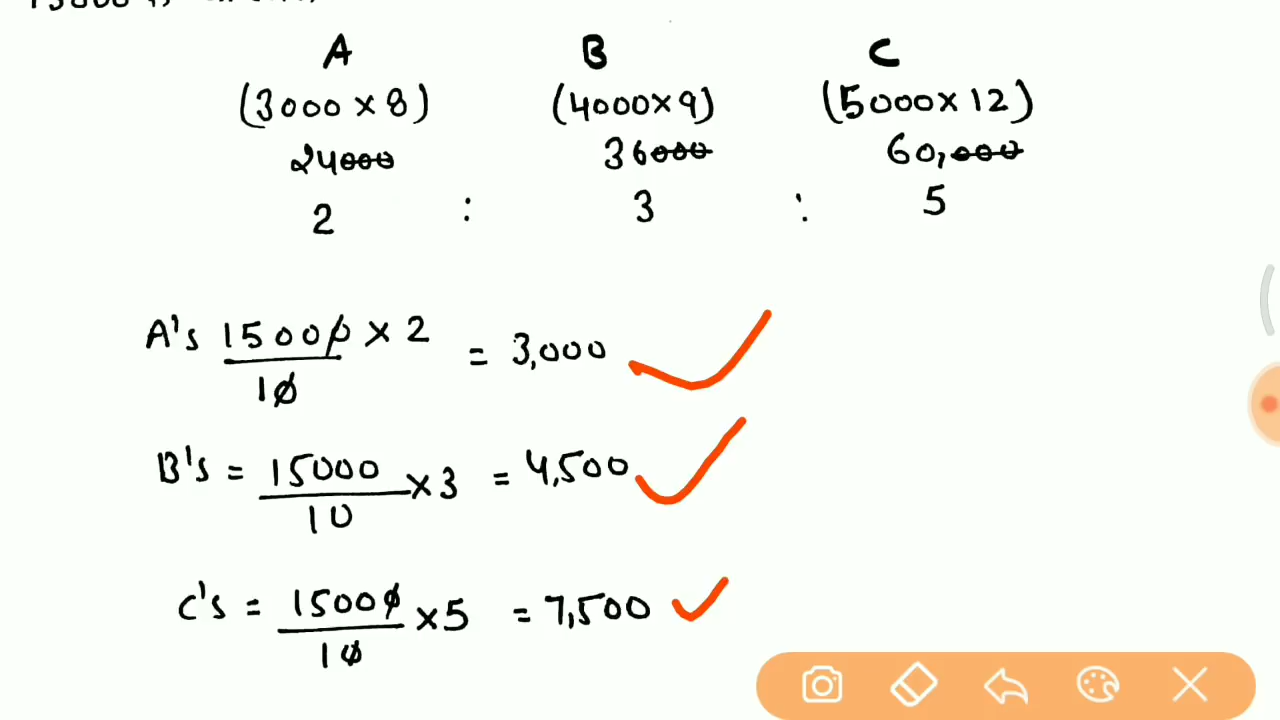 A B C
(3000 × 8) (4000×9) (5000× 12)
24000 36000 60,000
2 : 3 : 5
A's 15000 × 2 = 3,000
10
B's = 15000 ×3 = 4,500
10
C's = 15000 ×5 = 7,500
10